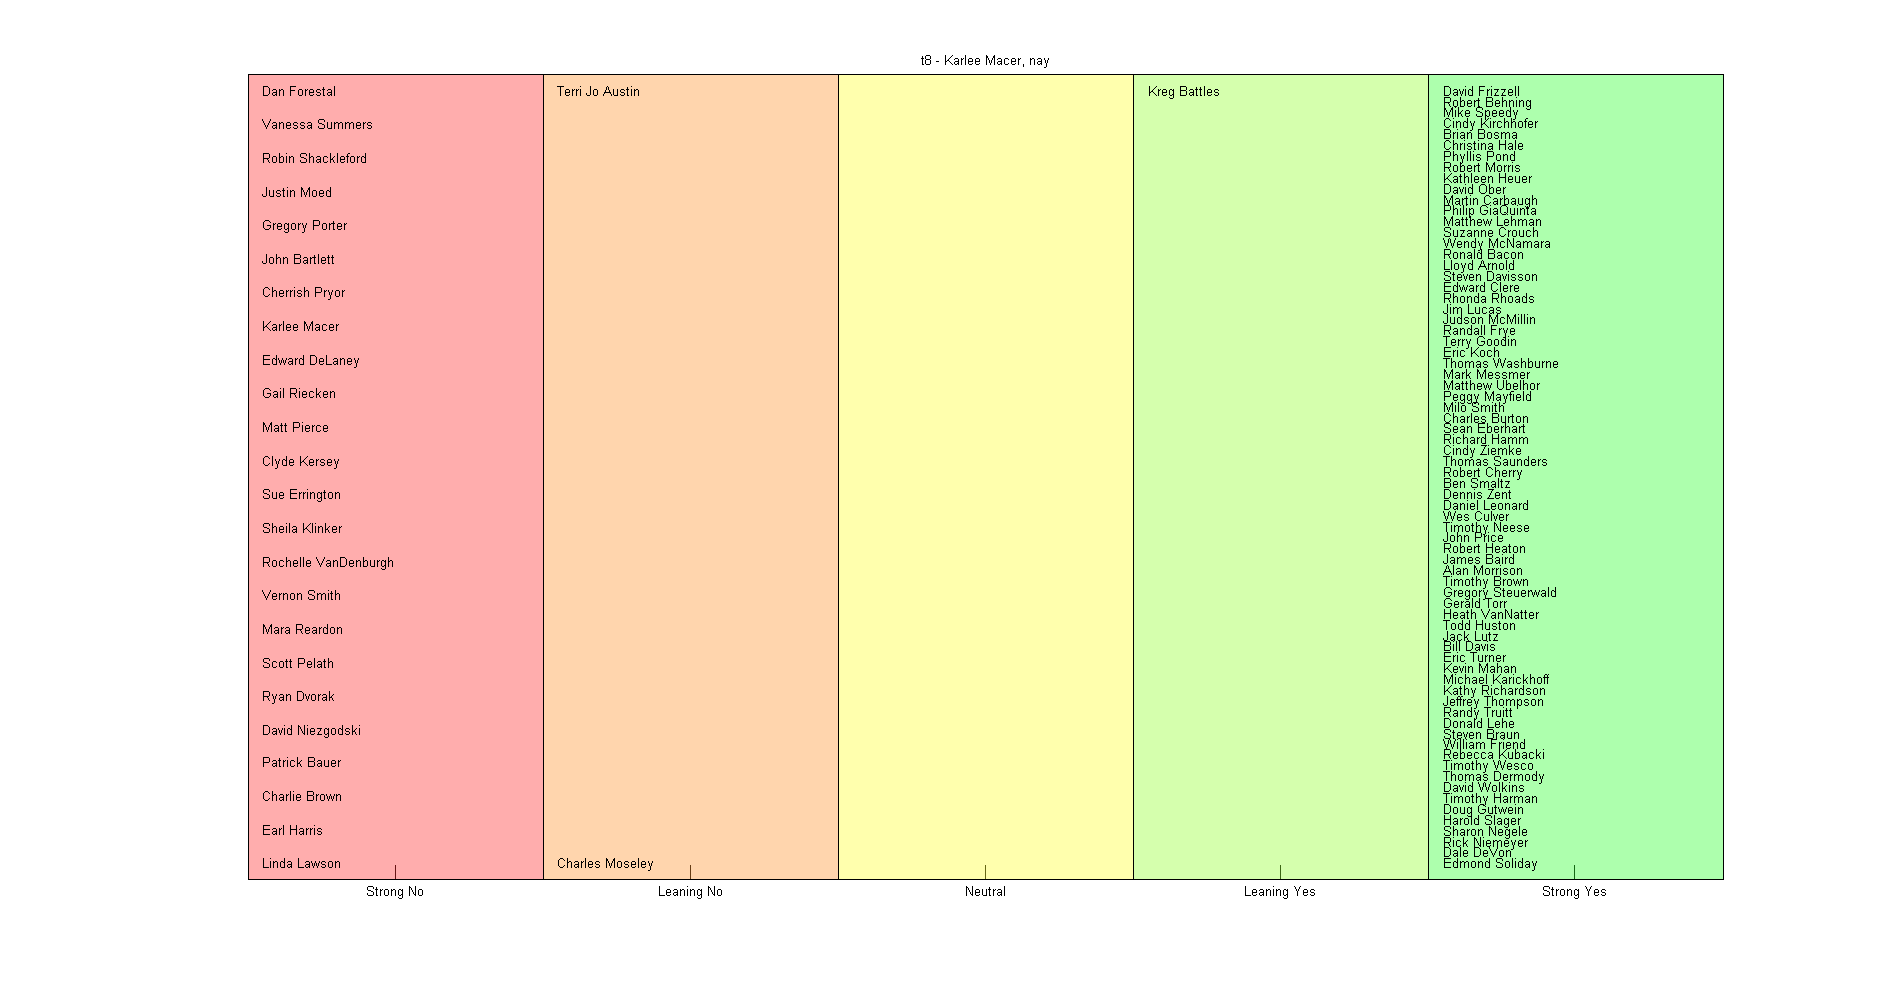 t8 - Karlee Macer, nay
Dan Forestal
Vanessa Summers
Robin Shackleford
Justin Moed
Gregory Porter
John Bartlett
Cherrish Pryor
Karlee Macer
Edward DeLaney
Gail Riecken
Matt Pierce
Clyde Kersey
Sue Errington
Sheila Klinker
Rochelle VanDenburgh
Vernon Smith
Mara Reardon
Scott Pelath
Ryan Dvorak
David Niezgodski
Patrick Bauer
Charlie Brown
Earl Harris
Linda Lawson
Terri Jo Austin
Charles Moseley
Kreg Battles
David Frizzell
Robert Behning
Mike Speedy
Cindy Kirchhofer
Brian Bosma
Christina Hale
Phyllis Pond
Robert Morris
Kathleen Heuer
David Ober
Martin Carbaugh
Philip GiaQuinta
Matthew Lehman
Suzanne Crouch
Wendy McNamara
Ronald Bacon
Lloyd Arnold
Steven Davisson
Edward Clere
Rhonda Rhoads
Jim Lucas
Judson McMillin
Randall Frye
Terry Goodin
Eric Koch
Thomas Washburne
Mark Messmer
Matthew Ubelhor
Peggy Mayfield
Milo Smith
Charles Burton
Sean Eberhart
Richard Hamm
Cindy Ziemke
Thomas Saunders
Robert Cherry
Ben Smaltz
Dennis Zent
Daniel Leonard
Wes Culver
Timothy Neese
John Price
Robert Heaton
James Baird
Alan Morrison
Timothy Brown
Gregory Steuerwald
Gerald Torr
Heath VanNatter
Todd Huston
Jack Lutz
Bill Davis
Eric Turner
Kevin Mahan
Michael Karickhoff
Kathy Richardson
Jeffrey Thompson
Randy Truitt
Donald Lehe
Steven Braun
William Friend
Rebecca Kubacki
Timothy Wesco
Thomas Dermody
David Wolkins
Timothy Harman
Doug Gutwein
Harold Slager
Sharon Negele
Rick Niemeyer
Dale DeVon
Edmond Soliday
Strong No
Leaning No
Neutral
Leaning Yes
Strong Yes